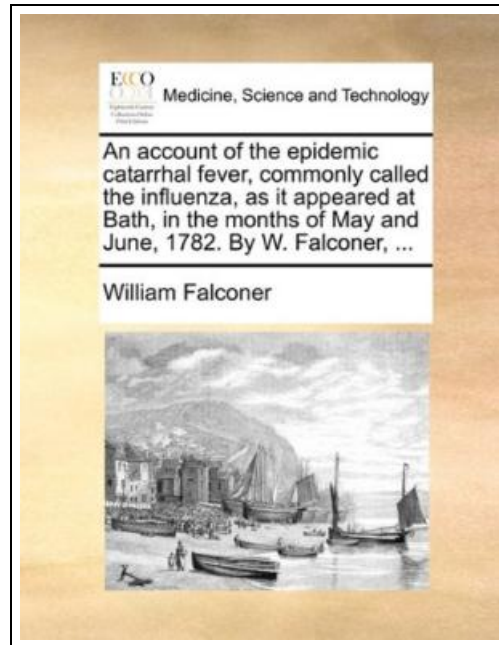 ECCO
Medicine, Science and Technology
An account of the epidemic
catarrhal fever, commonly called
the influenza, as it appeared at
Bath, in the months of May and
June, 1782. By W. Falconer, ...
William Falconer